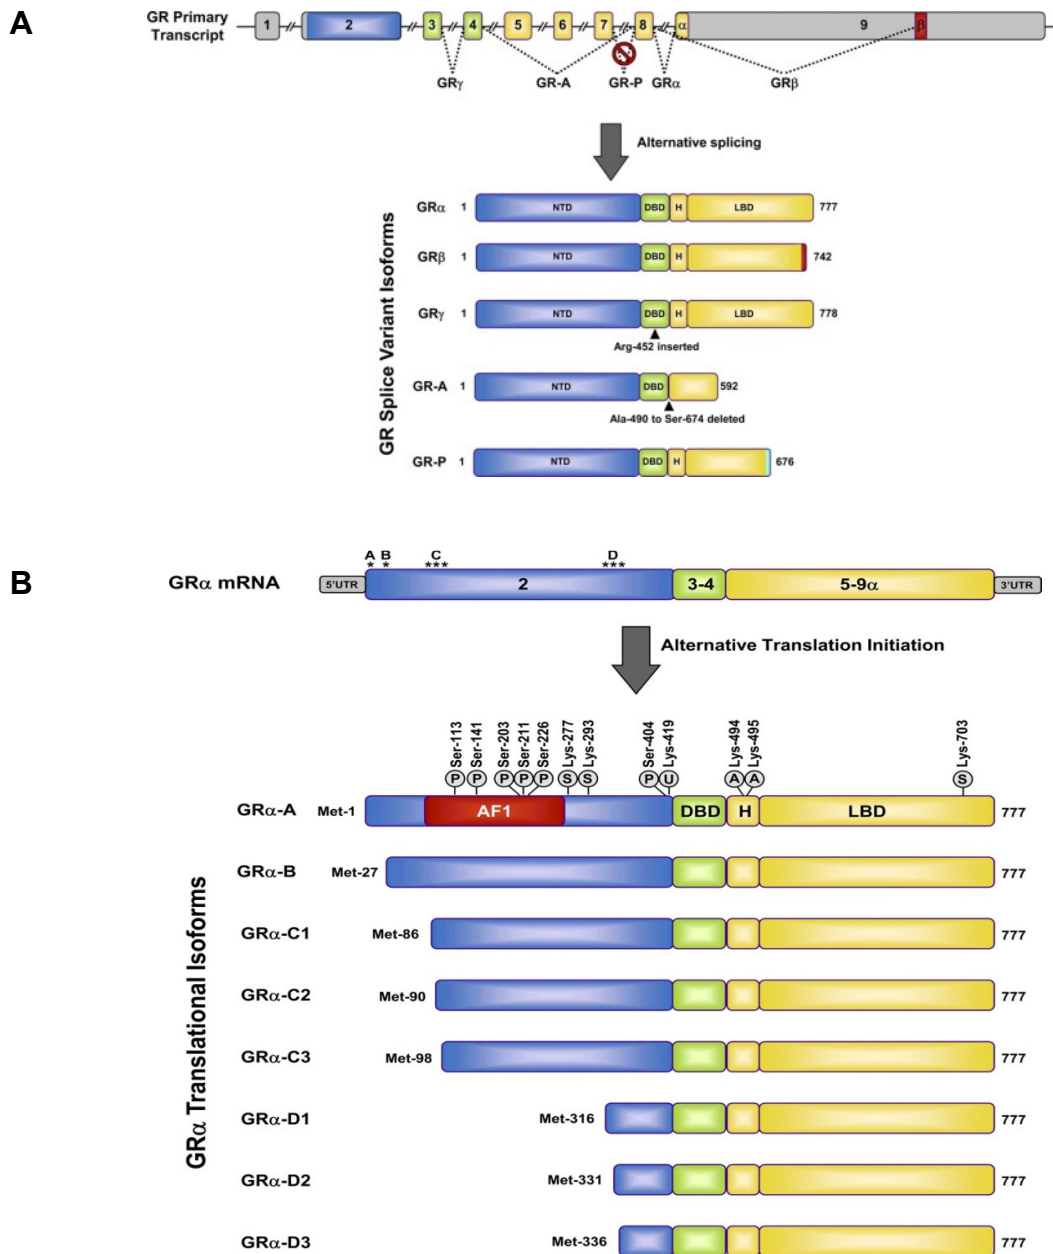 A
GR Primary Transcript
1 2 3 4 5 6 7 8 α 9 β
GRγ GR-A GR-P GRα GRβ
Alternative splicing
GR Splice Variant Isoforms
GRα 1 NTD DBD H LBD 777
GRβ 1 NTD DBD H 742
GRγ 1 NTD DBD H LBD 778
Arg-452 inserted
GR-A 1 NTD DBD 592
Ala-490 to Ser-674 deleted
GR-P 1 NTD DBD H 676
B
A B C D
* * *** ***
GRα mRNA 5'UTR 2 3-4 5-9α 3'UTR
Alternative Translation Initiation
Ser-113 Ser-141 Ser-203 Ser-211 Ser-226 Lys-277 Lys-293 Ser-404 Lys-419 Lys-494 Lys-495 Lys-703
P P P P P S S P U A A S
GRα Translational Isoforms
GRα-A Met-1 AF1 DBD H LBD 777
GRα-B Met-27 777
GRα-C1 Met-86 777
GRα-C2 Met-90 777
GRα-C3 Met-98 777
GRα-D1 Met-316 777
GRα-D2 Met-331 777
GRα-D3 Met-336 777